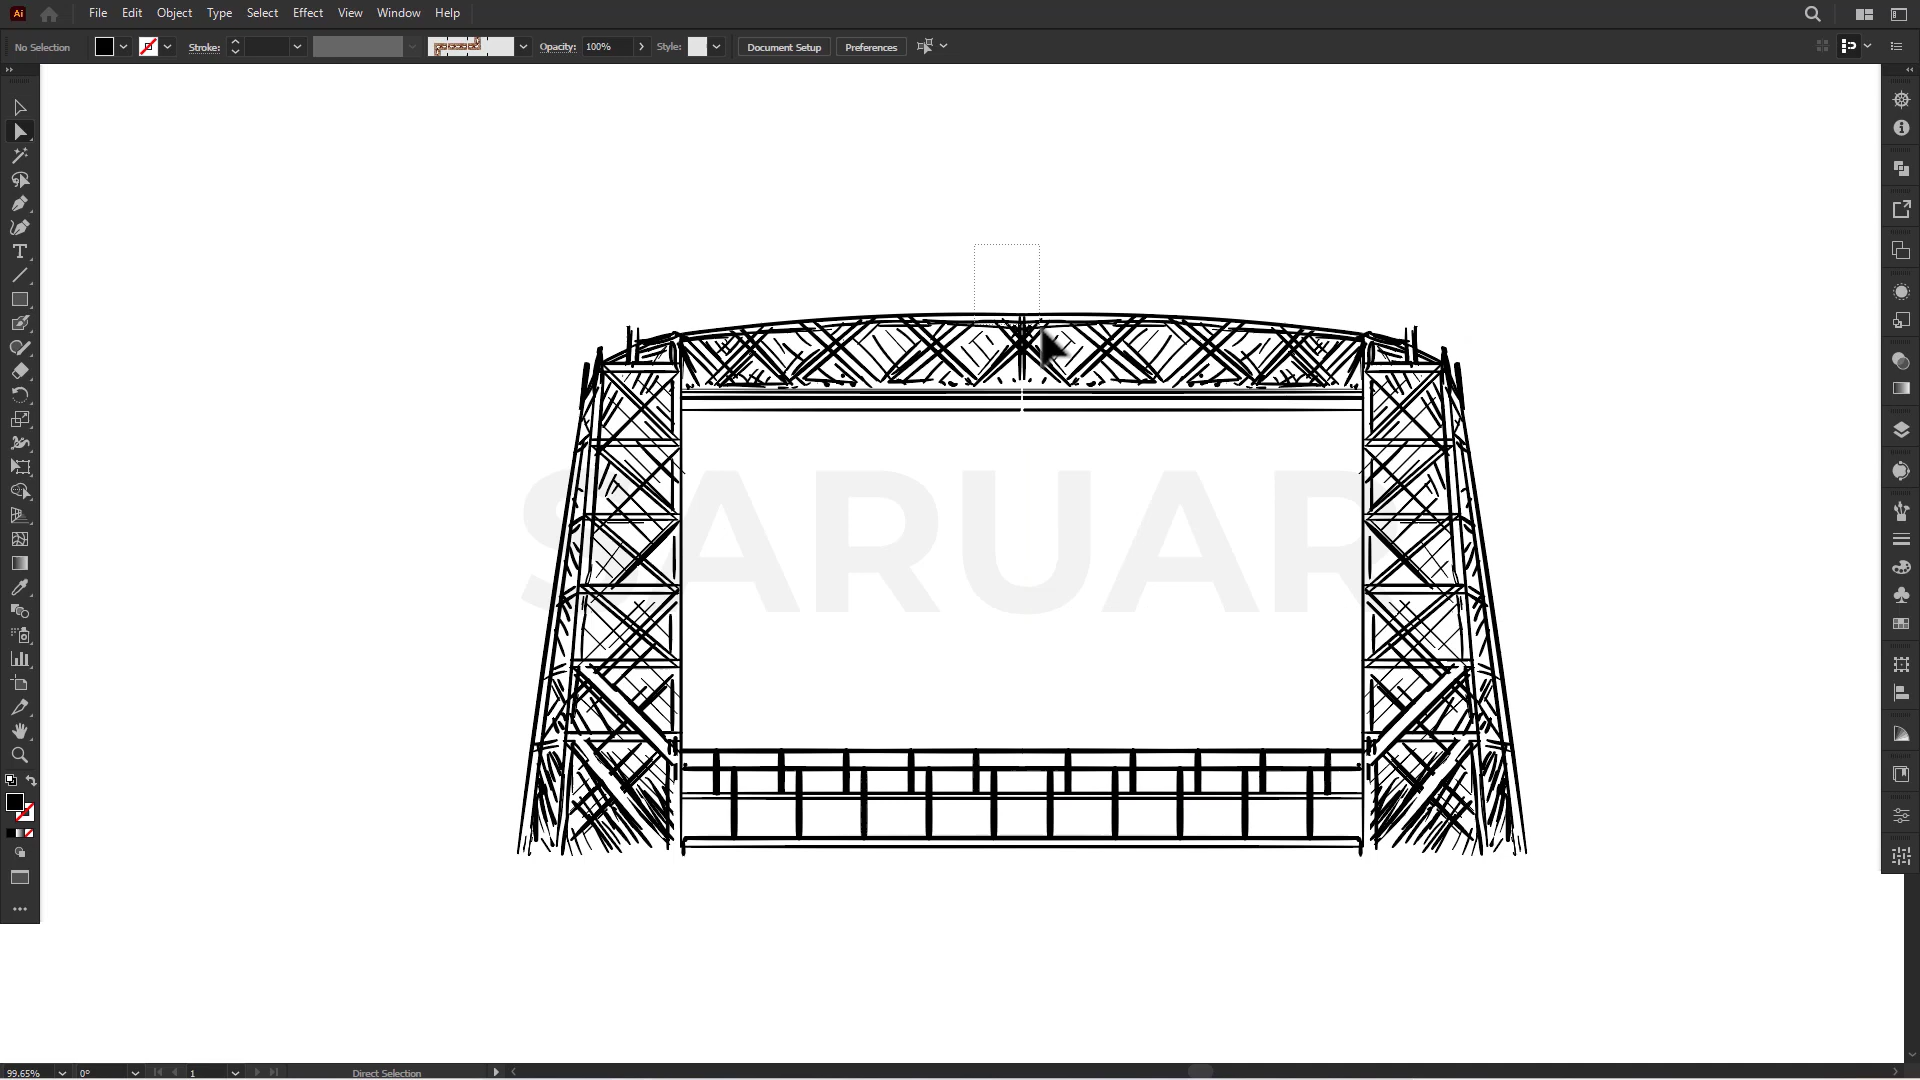 Ai File Edit Object Type Select Effect View Window Help
No Selection Stroke: Opacity: 100% Style: Document Setup Preferences
SARUAR
99.65% 0° 1 Direct Selection